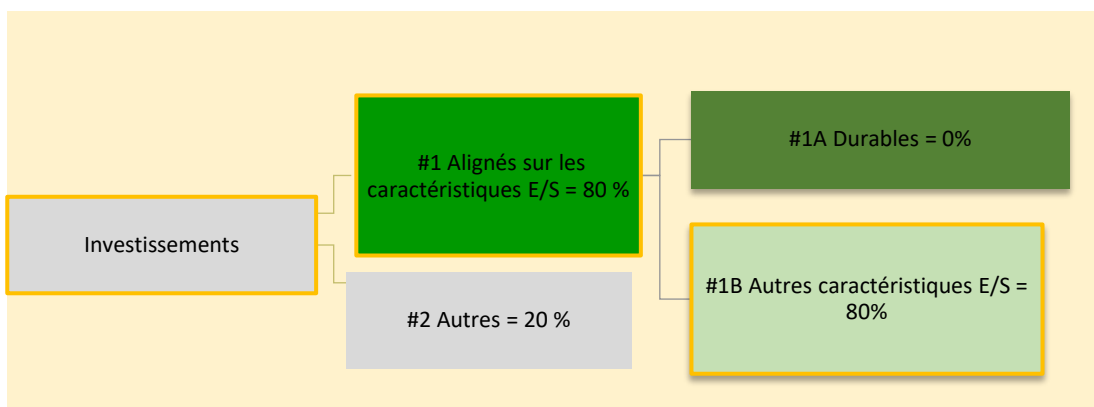 Investissements
#1 Alignés sur les
caractéristiques E/S = 80 %
#2 Autres = 20 %
#1A Durables = 0%
#1B Autres caractéristiques E/S =
80%